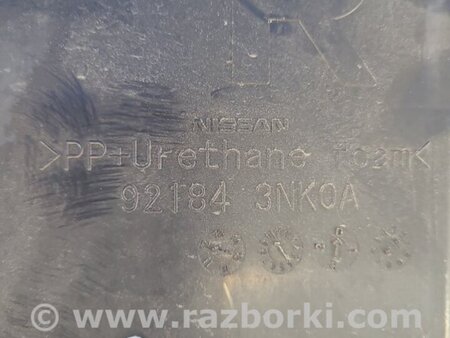 NISSAN
>PP+Urethane foam<
92184 3NK0A
© www.razborki.com